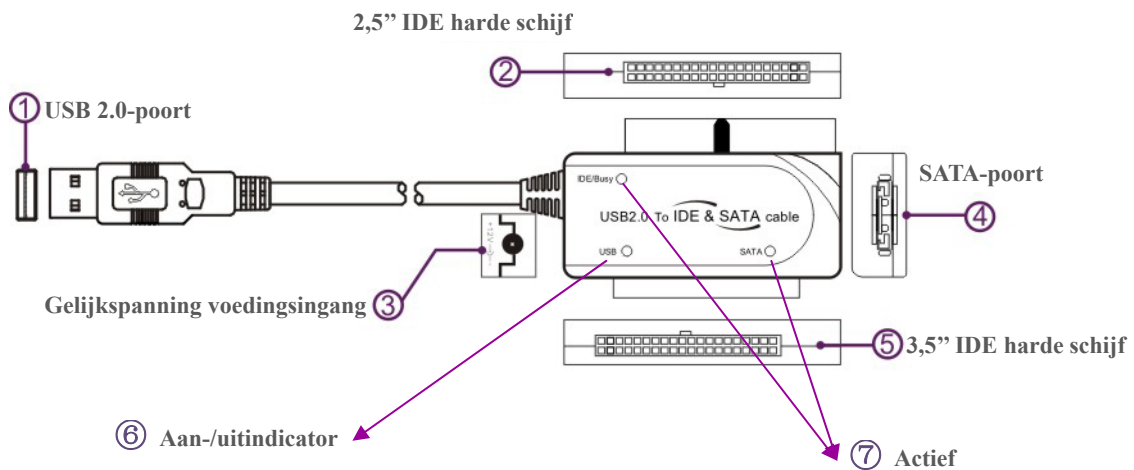 2,5’’ IDE harde schijf
②
① USB 2.0-poort
IDE/Busy
SATA-poort
USB2.0 To IDE & SATA cable
④
+12V
USB
SATA
Gelijkspanning voedingsingang ③
⑤ 3,5’’ IDE harde schijf
⑥ Aan-/uitindicator
⑦ Actief